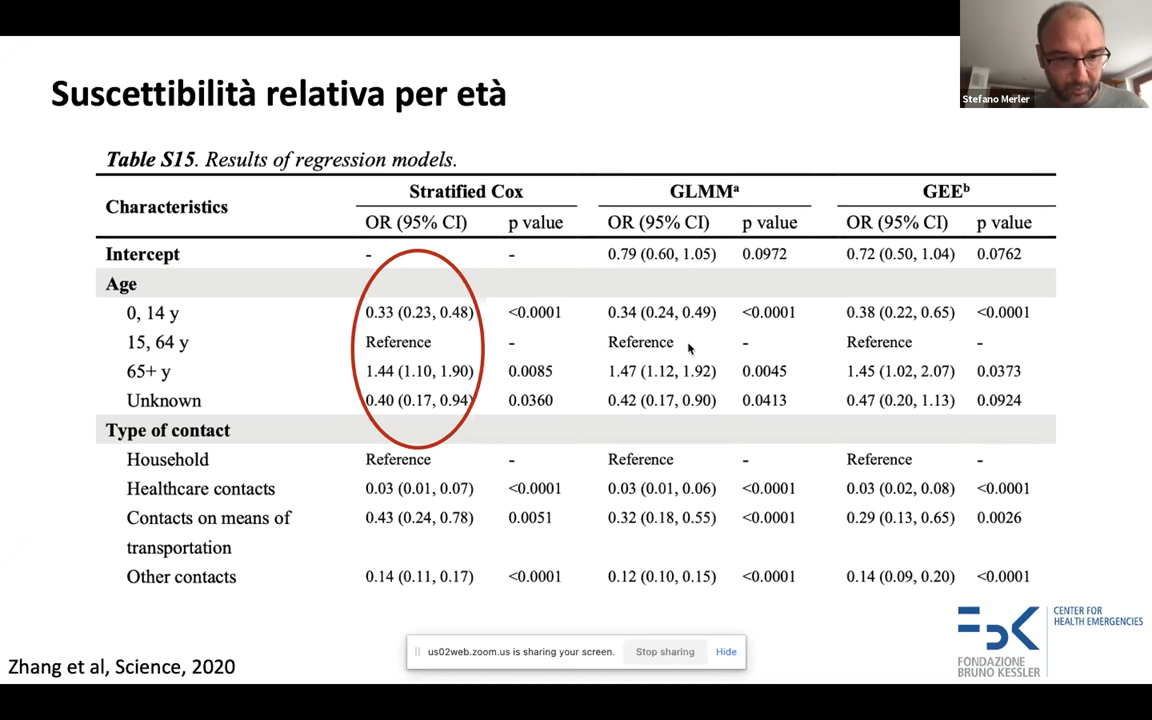 Stefano Merler
Suscettibilità relativa per età
Table S15. Results of regression models.
Characteristics Stratified Cox GLMMᵃ GEEᵇ
OR (95% CI) p value OR (95% CI) p value OR (95% CI) p value
Intercept - - 0.79 (0.60, 1.05) 0.0972 0.72 (0.50, 1.04) 0.0762
Age
0, 14 y 0.33 (0.23, 0.48) <0.0001 0.34 (0.24, 0.49) <0.0001 0.38 (0.22, 0.65) <0.0001
15, 64 y Reference - Reference - Reference -
65+ y 1.44 (1.10, 1.90) 0.0085 1.47 (1.12, 1.92) 0.0045 1.45 (1.02, 2.07) 0.0373
Unknown 0.40 (0.17, 0.94) 0.0360 0.42 (0.17, 0.90) 0.0413 0.47 (0.20, 1.13) 0.0924
Type of contact
Household Reference - Reference - Reference -
Healthcare contacts 0.03 (0.01, 0.07) <0.0001 0.03 (0.01, 0.06) <0.0001 0.03 (0.02, 0.08) <0.0001
Contacts on means of 0.43 (0.24, 0.78) 0.0051 0.32 (0.18, 0.55) <0.0001 0.29 (0.13, 0.65) 0.0026
transportation
Other contacts 0.14 (0.11, 0.17) <0.0001 0.12 (0.10, 0.15) <0.0001 0.14 (0.09, 0.20) <0.0001
us02web.zoom.us is sharing your screen. Stop sharing Hide
Zhang et al, Science, 2020
FBK
FONDAZIONE
BRUNO KESSLER
CENTER FOR
HEALTH EMERGENCIES